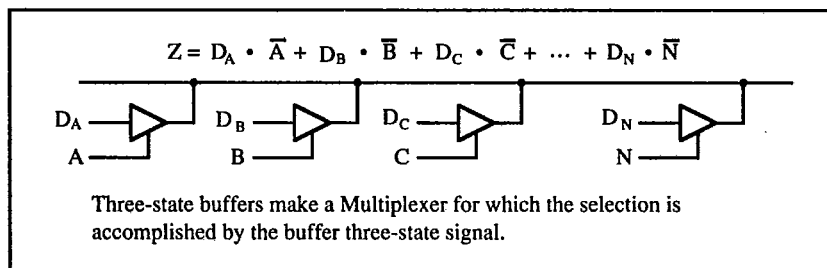 Z = D_A · A̅ + D_B · B̅ + D_C · C̅ + ... + D_N · N̅
D_A D_B D_C D_N
A B C N
Three-state buffers make a Multiplexer for which the selection is
accomplished by the buffer three-state signal.